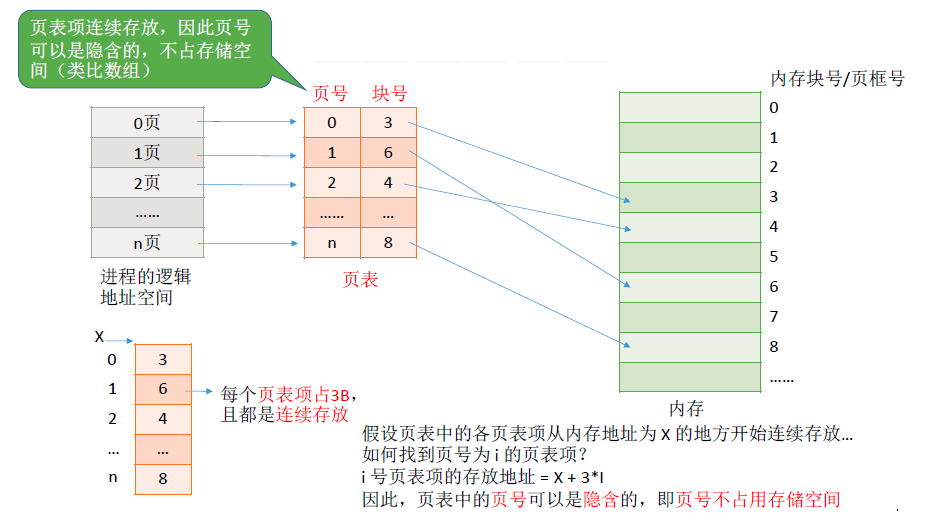 页表项连续存放，因此页号
可以是隐含的，不占存储空
间（类比数组）
页号 块号
0页
1页
2页
……
n页
进程的逻辑
地址空间
0 3
1 6
2 4
…… …
n 8
页表
内存块号/页框号
0
1
2
3
4
5
6
7
8
……
内存
X
0 3
1 6
2 4
… …
n 8
每个页表项占3B，
且都是连续存放
假设页表中的各页表项从内存地址为 X 的地方开始连续存放…
如何找到页号为 i 的页表项？
i 号页表项的存放地址 = X + 3*I
因此，页表中的页号可以是隐含的，即页号不占用存储空间